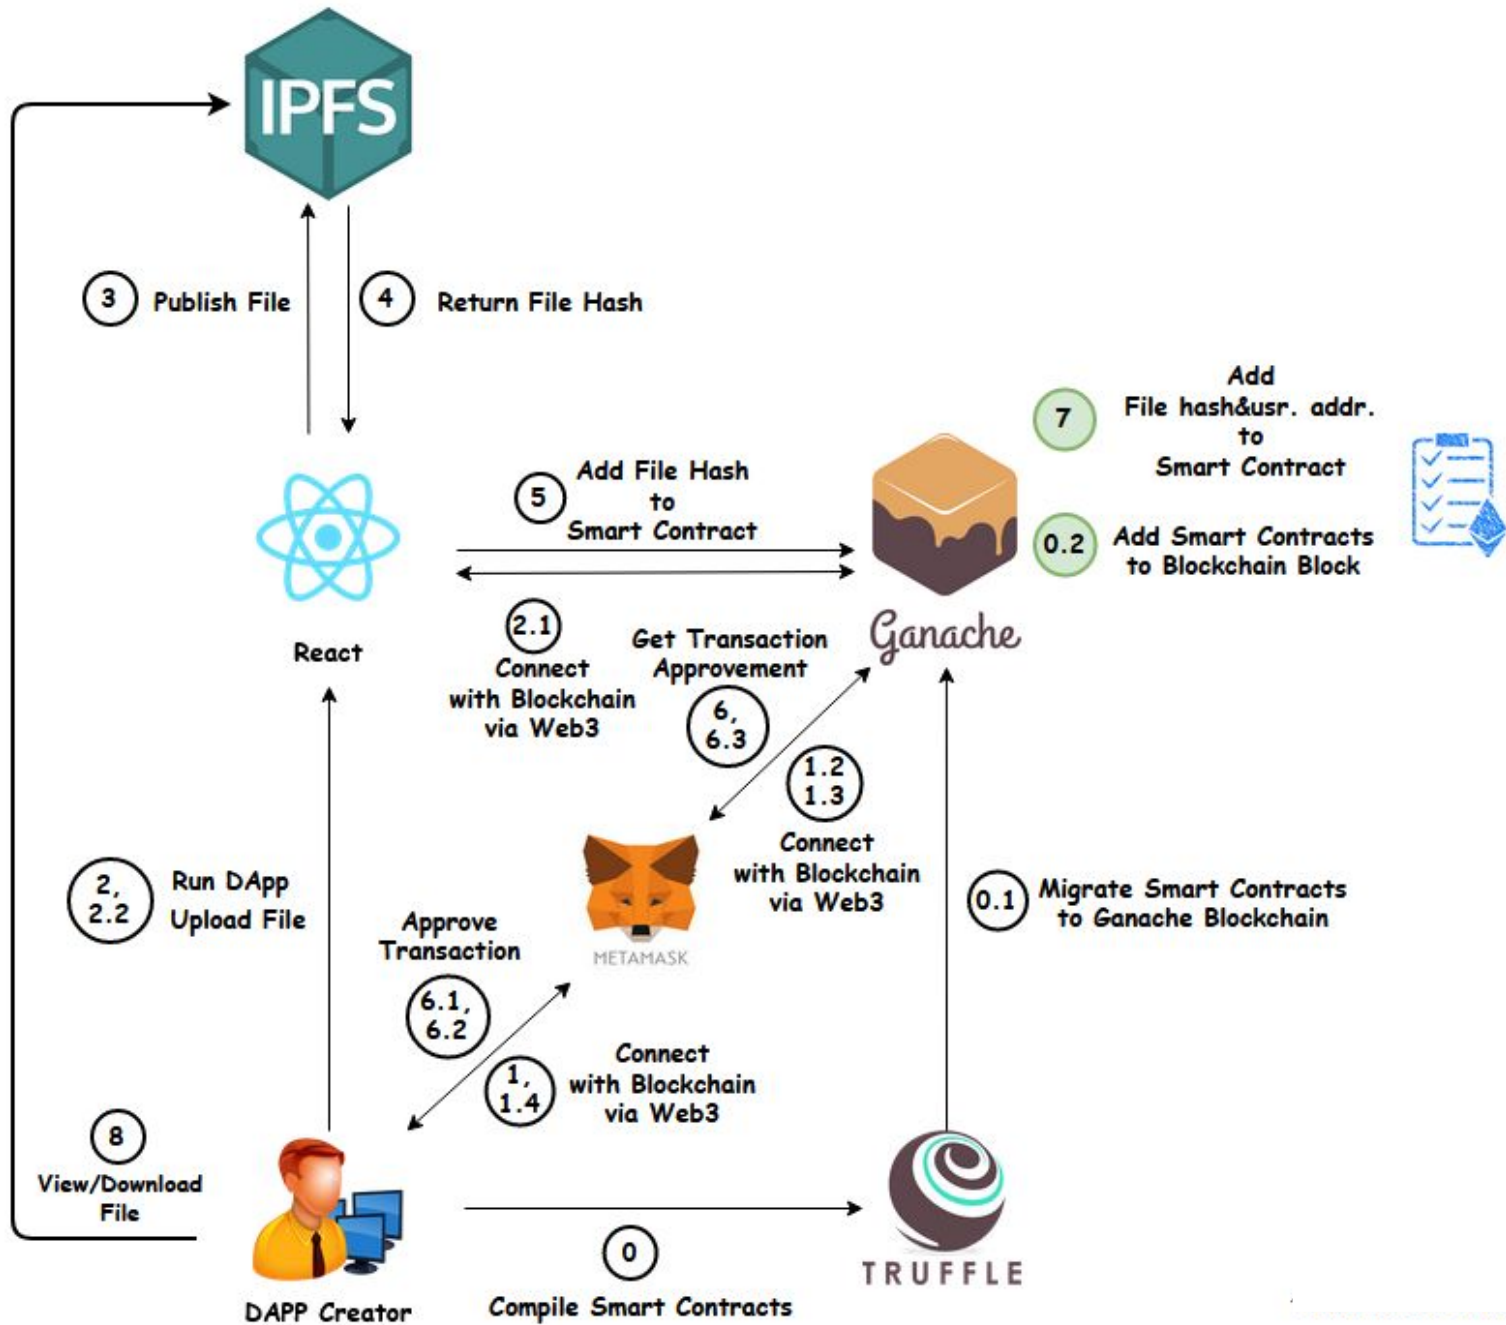 IPFS
3
Publish File
4
Return File Hash
Add
7
File hash&usr. addr.
to
Smart Contract
5
Add File Hash
to
Smart Contract
0.2
Add Smart Contracts
to Blockchain Block
React
2.1
Connect
with Blockchain
via Web3
Get Transaction
Approvement
6,
6.3
Ganache
1.2
1.3
Connect
with Blockchain
via Web3
METAMASK
2,
2.2
Run DApp
Upload File
0.1
Migrate Smart Contracts
to Ganache Blockchain
Approve
Transaction
6.1,
6.2
1,
1.4
Connect
with Blockchain
via Web3
8
View/Download
File
DAPP Creator
0
Compile Smart Contracts
TRUFFLE